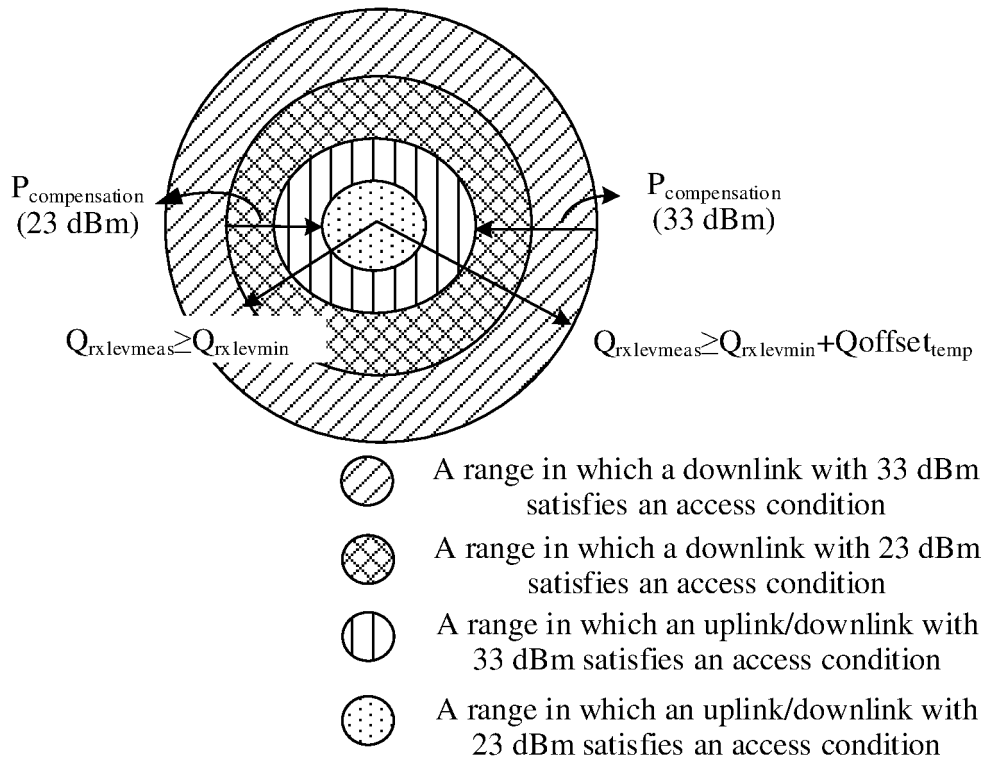 P_compensation
(23 dBm)
P_compensation
(33 dBm)
Q_rxlevmeas≥Q_rxlevmin
Q_rxlevmeas≥Q_rxlevmin+Qoffset_temp
A range in which a downlink with 33 dBm
satisfies an access condition
A range in which a downlink with 23 dBm
satisfies an access condition
A range in which an uplink/downlink with
33 dBm satisfies an access condition
A range in which an uplink/downlink with
23 dBm satisfies an access condition